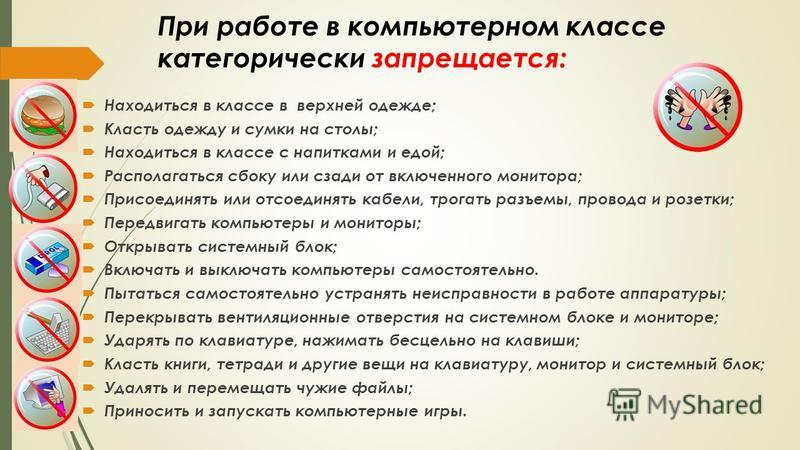 При работе в компьютерном классе
категорически запрещается:
Находиться в классе в верхней одежде;
Класть одежду и сумки на столы;
Находиться в классе с напитками и едой;
Располагаться сбоку или сзади от включенного монитора;
Присоединять или отсоединять кабели, трогать разъемы, провода и розетки;
Передвигать компьютеры и мониторы;
Открывать системный блок;
Включать и выключать компьютеры самостоятельно.
Пытаться самостоятельно устранять неисправности в работе аппаратуры;
Перекрывать вентиляционные отверстия на системном блоке и мониторе;
Ударять по клавиатуре, нажимать бесцельно на клавиши;
Класть книги, тетради и другие вещи на клавиатуру, монитор и системный блок;
Удалять и перемещать чужие файлы;
Приносить и запускать компьютерные игры.
MyShared